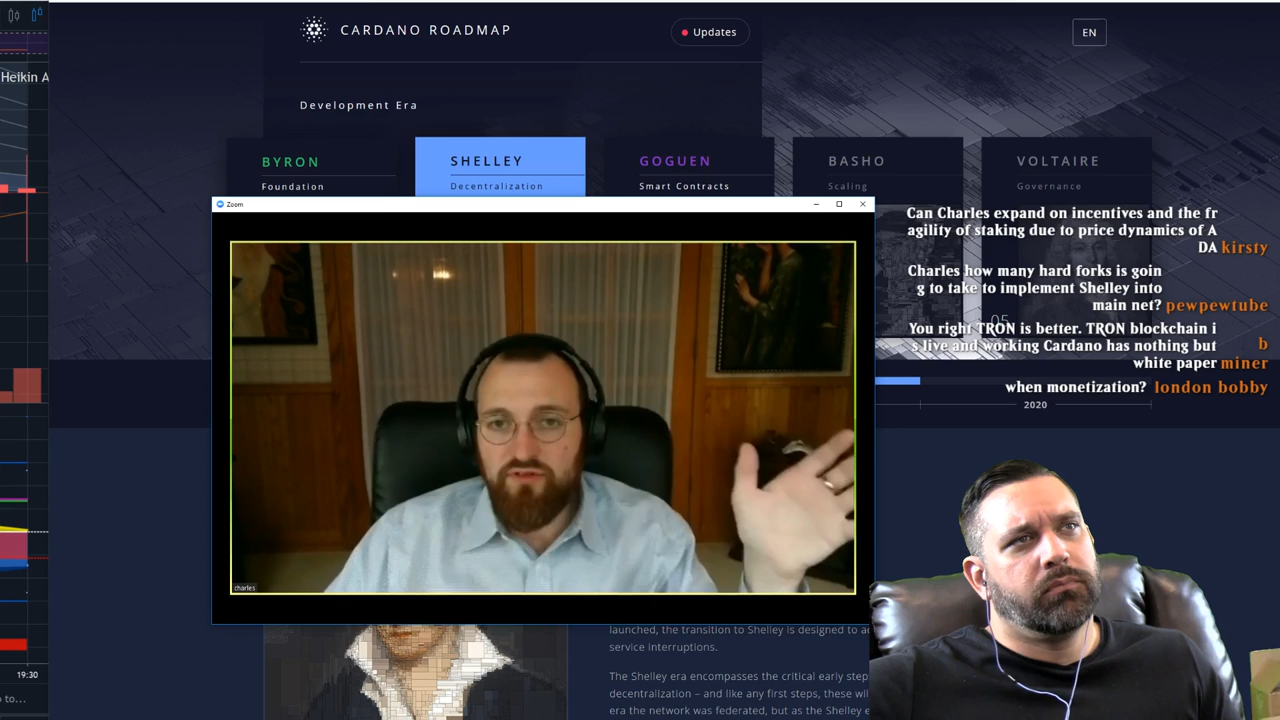 CARDANO ROADMAP
Updates
EN
Heikin A
Development Era
BYRON
Foundation
SHELLEY
Decentralization
GOGUEN
Smart Contracts
BASHO
Scaling
VOLTAIRE
Governance
Zoom
Can Charles expand on incentives and the fr
agility of staking due to price dynamics of A
DA kirsty
Charles how many hard forks is goin
g to take to implement Shelley into
main net? pewpewtube
05
You right TRON is better. TRON blockchain i
s live and working Cardano has nothing but b
white paper miner
when monetization? london bobby
2020
charles
launched, the transition to Shelley is designed to
service interruptions.
The Shelley era encompasses the critical early step
decentralization – and like any first steps, these wil
era the network was federated, but as the Shelley e
19:30
to...